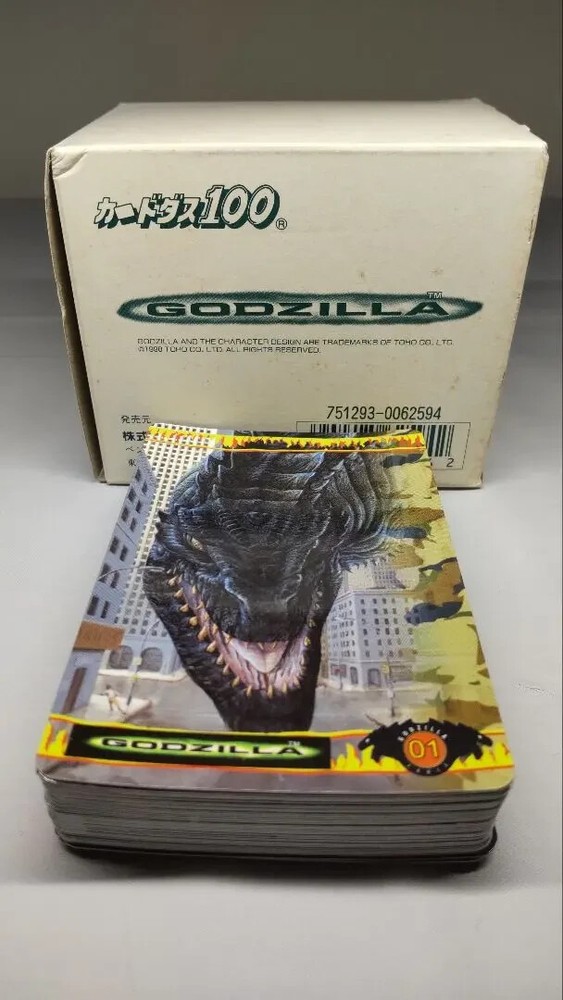 カードダス100®
GODZILLA™
GODZILLA AND THE CHARACTER DESIGN ARE TRADEMARKS OF TOHO CO., LTD.
©1998 TOHO CO., LTD. ALL RIGHTS RESERVED.
発売元
株式
751293-0062594
2
GODZILLA™
GODZILLA
01